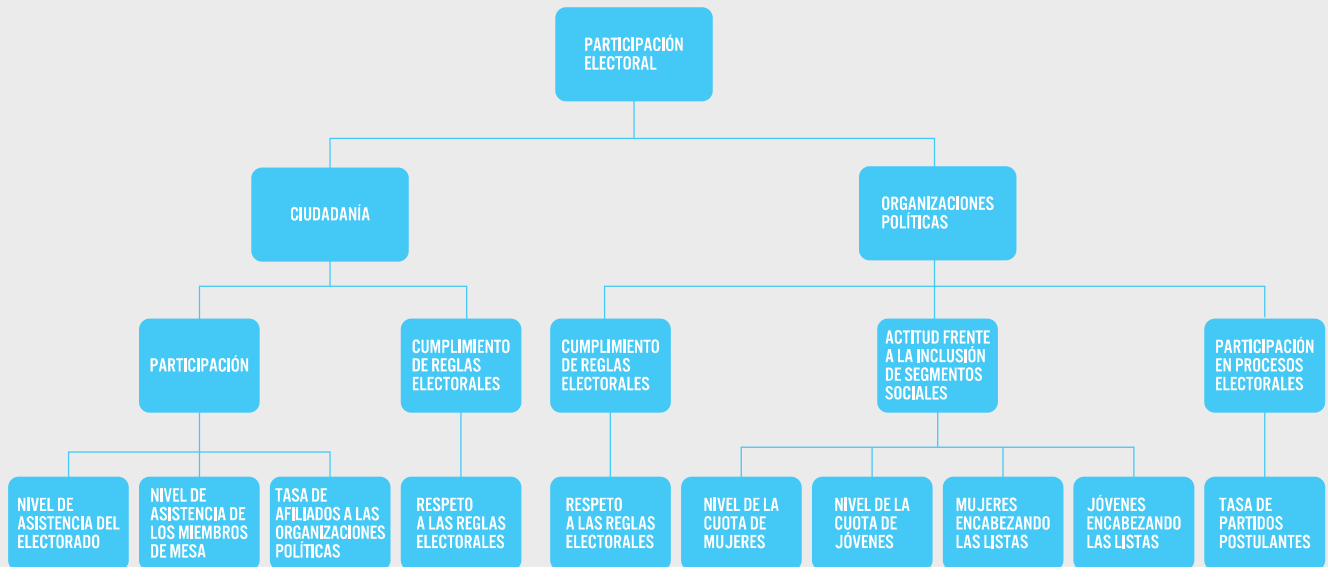 PARTICIPACIÓN
ELECTORAL
CIUDADANÍA
ORGANIZACIONES
POLÍTICAS
PARTICIPACIÓN
CUMPLIMIENTO
DE REGLAS
ELECTORALES
CUMPLIMIENTO
DE REGLAS
ELECTORALES
ACTITUD FRENTE
A LA INCLUSIÓN
DE SEGMENTOS
SOCIALES
PARTICIPACIÓN
EN PROCESOS
ELECTORALES
NIVEL DE
ASISTENCIA DEL
ELECTORADO
NIVEL DE
ASISTENCIA DE
LOS MIEMBROS
DE MESA
TASA DE
AFILIADOS A LAS
ORGANIZACIONES
POLÍTICAS
RESPETO
A LAS REGLAS
ELECTORALES
RESPETO
A LAS REGLAS
ELECTORALES
NIVEL DE LA
CUOTA DE
MUJERES
NIVEL DE LA
CUOTA DE
JÓVENES
MUJERES
ENCABEZANDO
LAS LISTAS
JÓVENES
ENCABEZANDO
LAS LISTAS
TASA DE
PARTIDOS
POSTULANTES